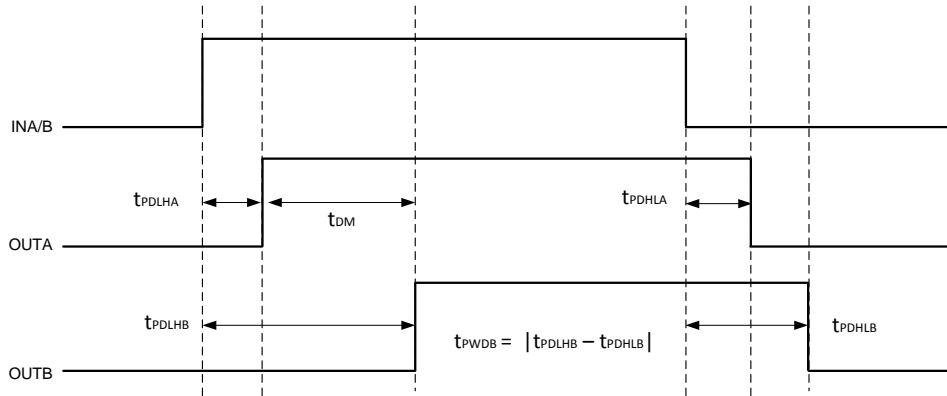 INA/B
tPDLHA
tDM
tPDHLA
OUTA
tPDLHB
tPWDB = |tPDLHB – tPDHLB|
tPDHLB
OUTB